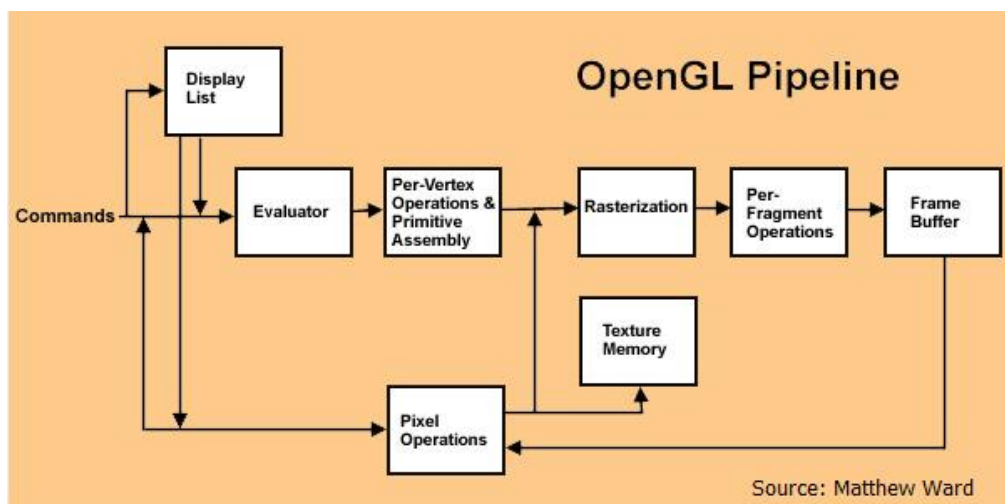 OpenGL Pipeline
Display
List
Commands
Evaluator
Per-Vertex
Operations &
Primitive
Assembly
Rasterization
Per-
Fragment
Operations
Frame
Buffer
Texture
Memory
Pixel
Operations
Source: Matthew Ward